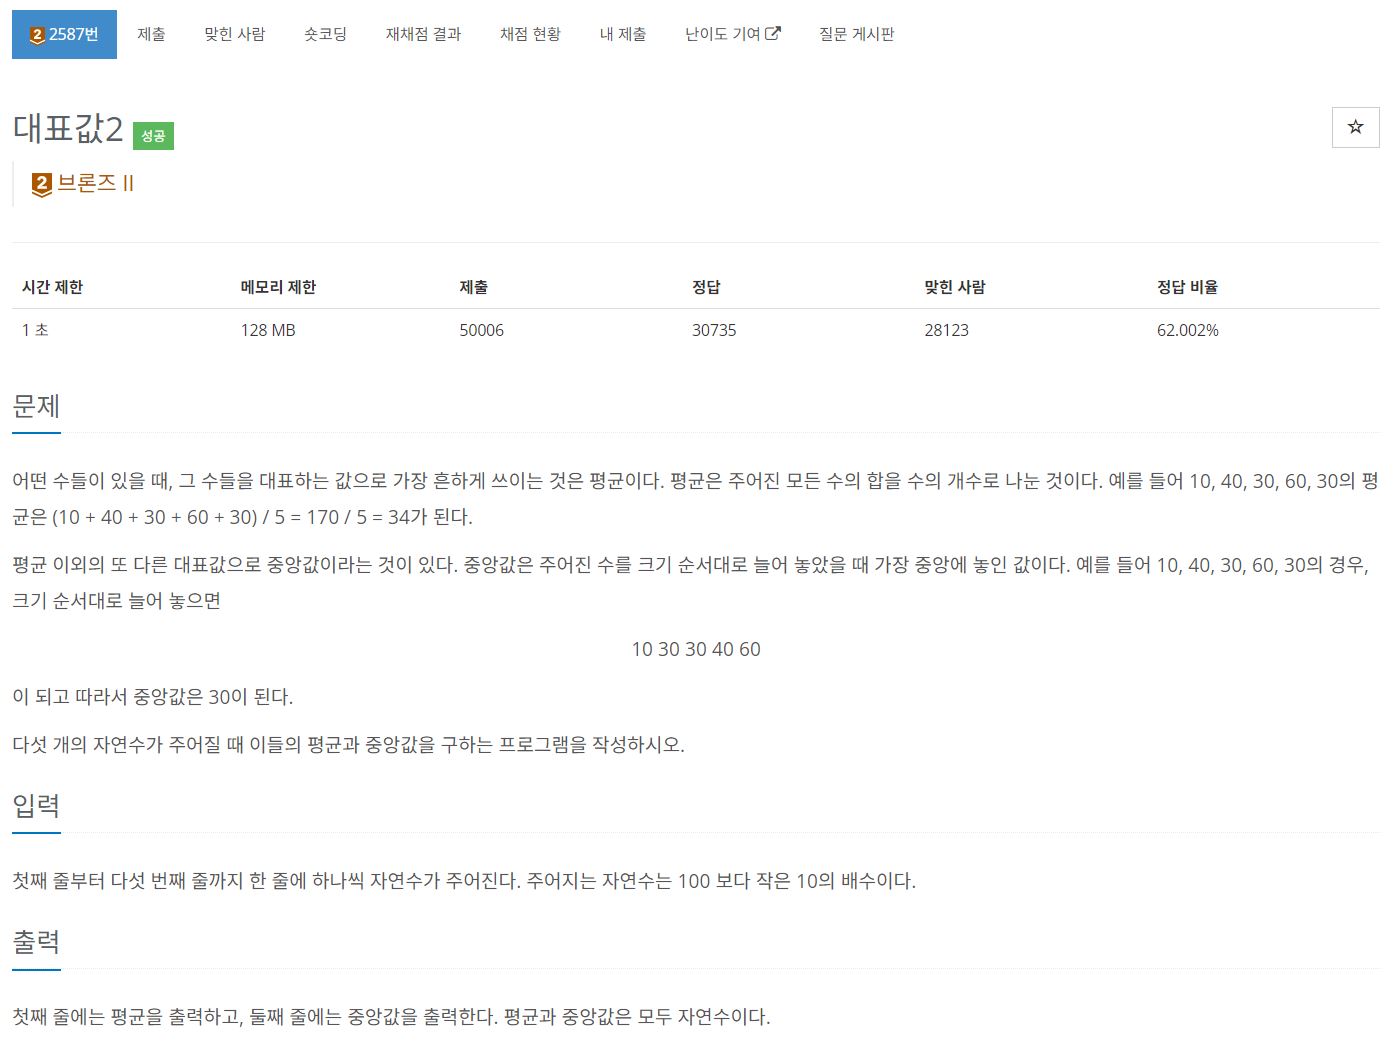 2 2587번 제출 맞힌 사람 숏코딩 재채점 결과 채점 현황 내 제출 난이도 기여 질문 게시판
대표값2 성공
2 브론즈 II
시간 제한 메모리 제한 제출 정답 맞힌 사람 정답 비율
1 초 128 MB 50006 30735 28123 62.002%
문제
어떤 수들이 있을 때, 그 수들을 대표하는 값으로 가장 흔하게 쓰이는 것은 평균이다. 평균은 주어진 모든 수의 합을 수의 개수로 나눈 것이다. 예를 들어 10, 40, 30, 60, 30의 평
균은 (10 + 40 + 30 + 60 + 30) / 5 = 170 / 5 = 34가 된다.
평균 이외의 또 다른 대표값으로 중앙값이라는 것이 있다. 중앙값은 주어진 수를 크기 순서대로 늘어 놓았을 때 가장 중앙에 놓인 값이다. 예를 들어 10, 40, 30, 60, 30의 경우,
크기 순서대로 늘어 놓으면
10 30 30 40 60
이 되고 따라서 중앙값은 30이 된다.
다섯 개의 자연수가 주어질 때 이들의 평균과 중앙값을 구하는 프로그램을 작성하시오.
입력
첫째 줄부터 다섯 번째 줄까지 한 줄에 하나씩 자연수가 주어진다. 주어지는 자연수는 100 보다 작은 10의 배수이다.
출력
첫째 줄에는 평균을 출력하고, 둘째 줄에는 중앙값을 출력한다. 평균과 중앙값은 모두 자연수이다.